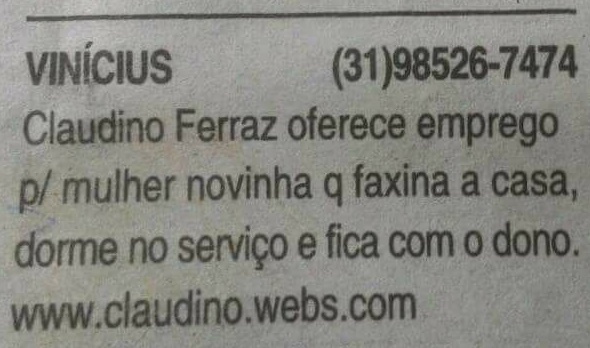 VINÍCIUS (31)98526-7474
Claudino Ferraz oferece emprego
p/ mulher novinha q faxina a casa,
dorme no serviço e fica com o dono.
www.claudino.webs.com